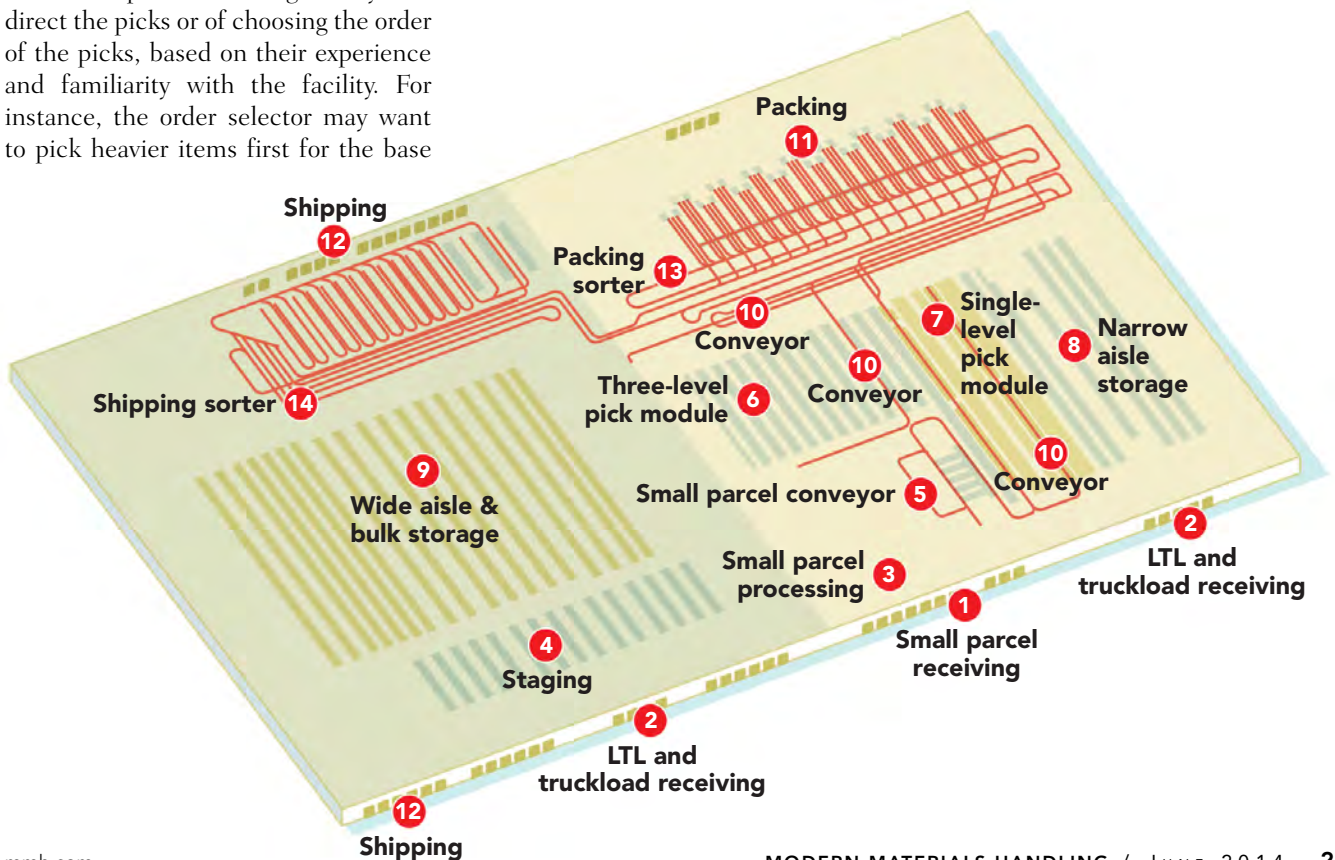 direct the picks or of choosing the order
of the picks, based on their experience
and familiarity with the facility. For
instance, the order selector may want
to pick heavier items first for the base
Packing
11
Shipping
12
Packing
sorter
13
10
Conveyor
7
Single-
level
pick
module
8
Narrow
aisle
storage
10
Conveyor
Three-level
pick module
6
Shipping sorter
14
9
Wide aisle &
bulk storage
10
Conveyor
Small parcel conveyor
5
2
LTL and
truckload receiving
Small parcel
processing
3
1
Small parcel
receiving
4
Staging
2
LTL and
truckload receiving
12
Shipping
MODERN MATERIALS HANDLING / JUNE 2014